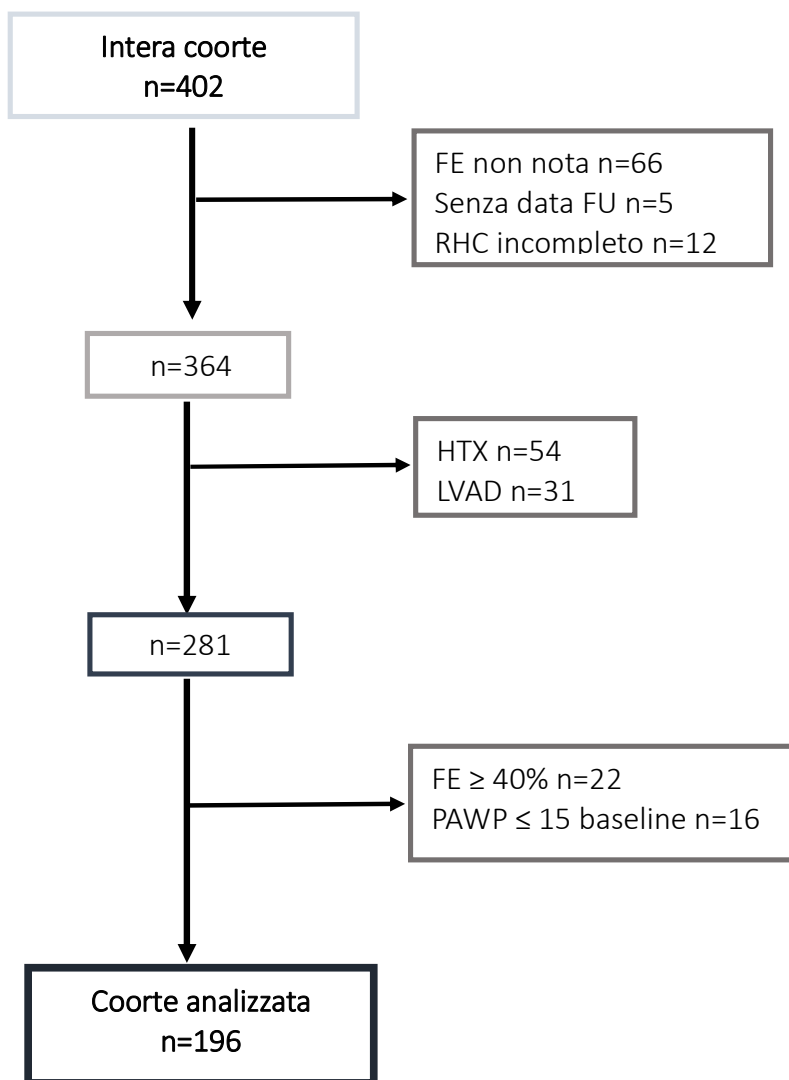 Intera coorte
n=402
FE non nota n=66
Senza data FU n=5
RHC incompleto n=12
n=364
HTX n=54
LVAD n=31
n=281
FE ≥ 40% n=22
PAWP ≤ 15 baseline n=16
Coorte analizzata
n=196